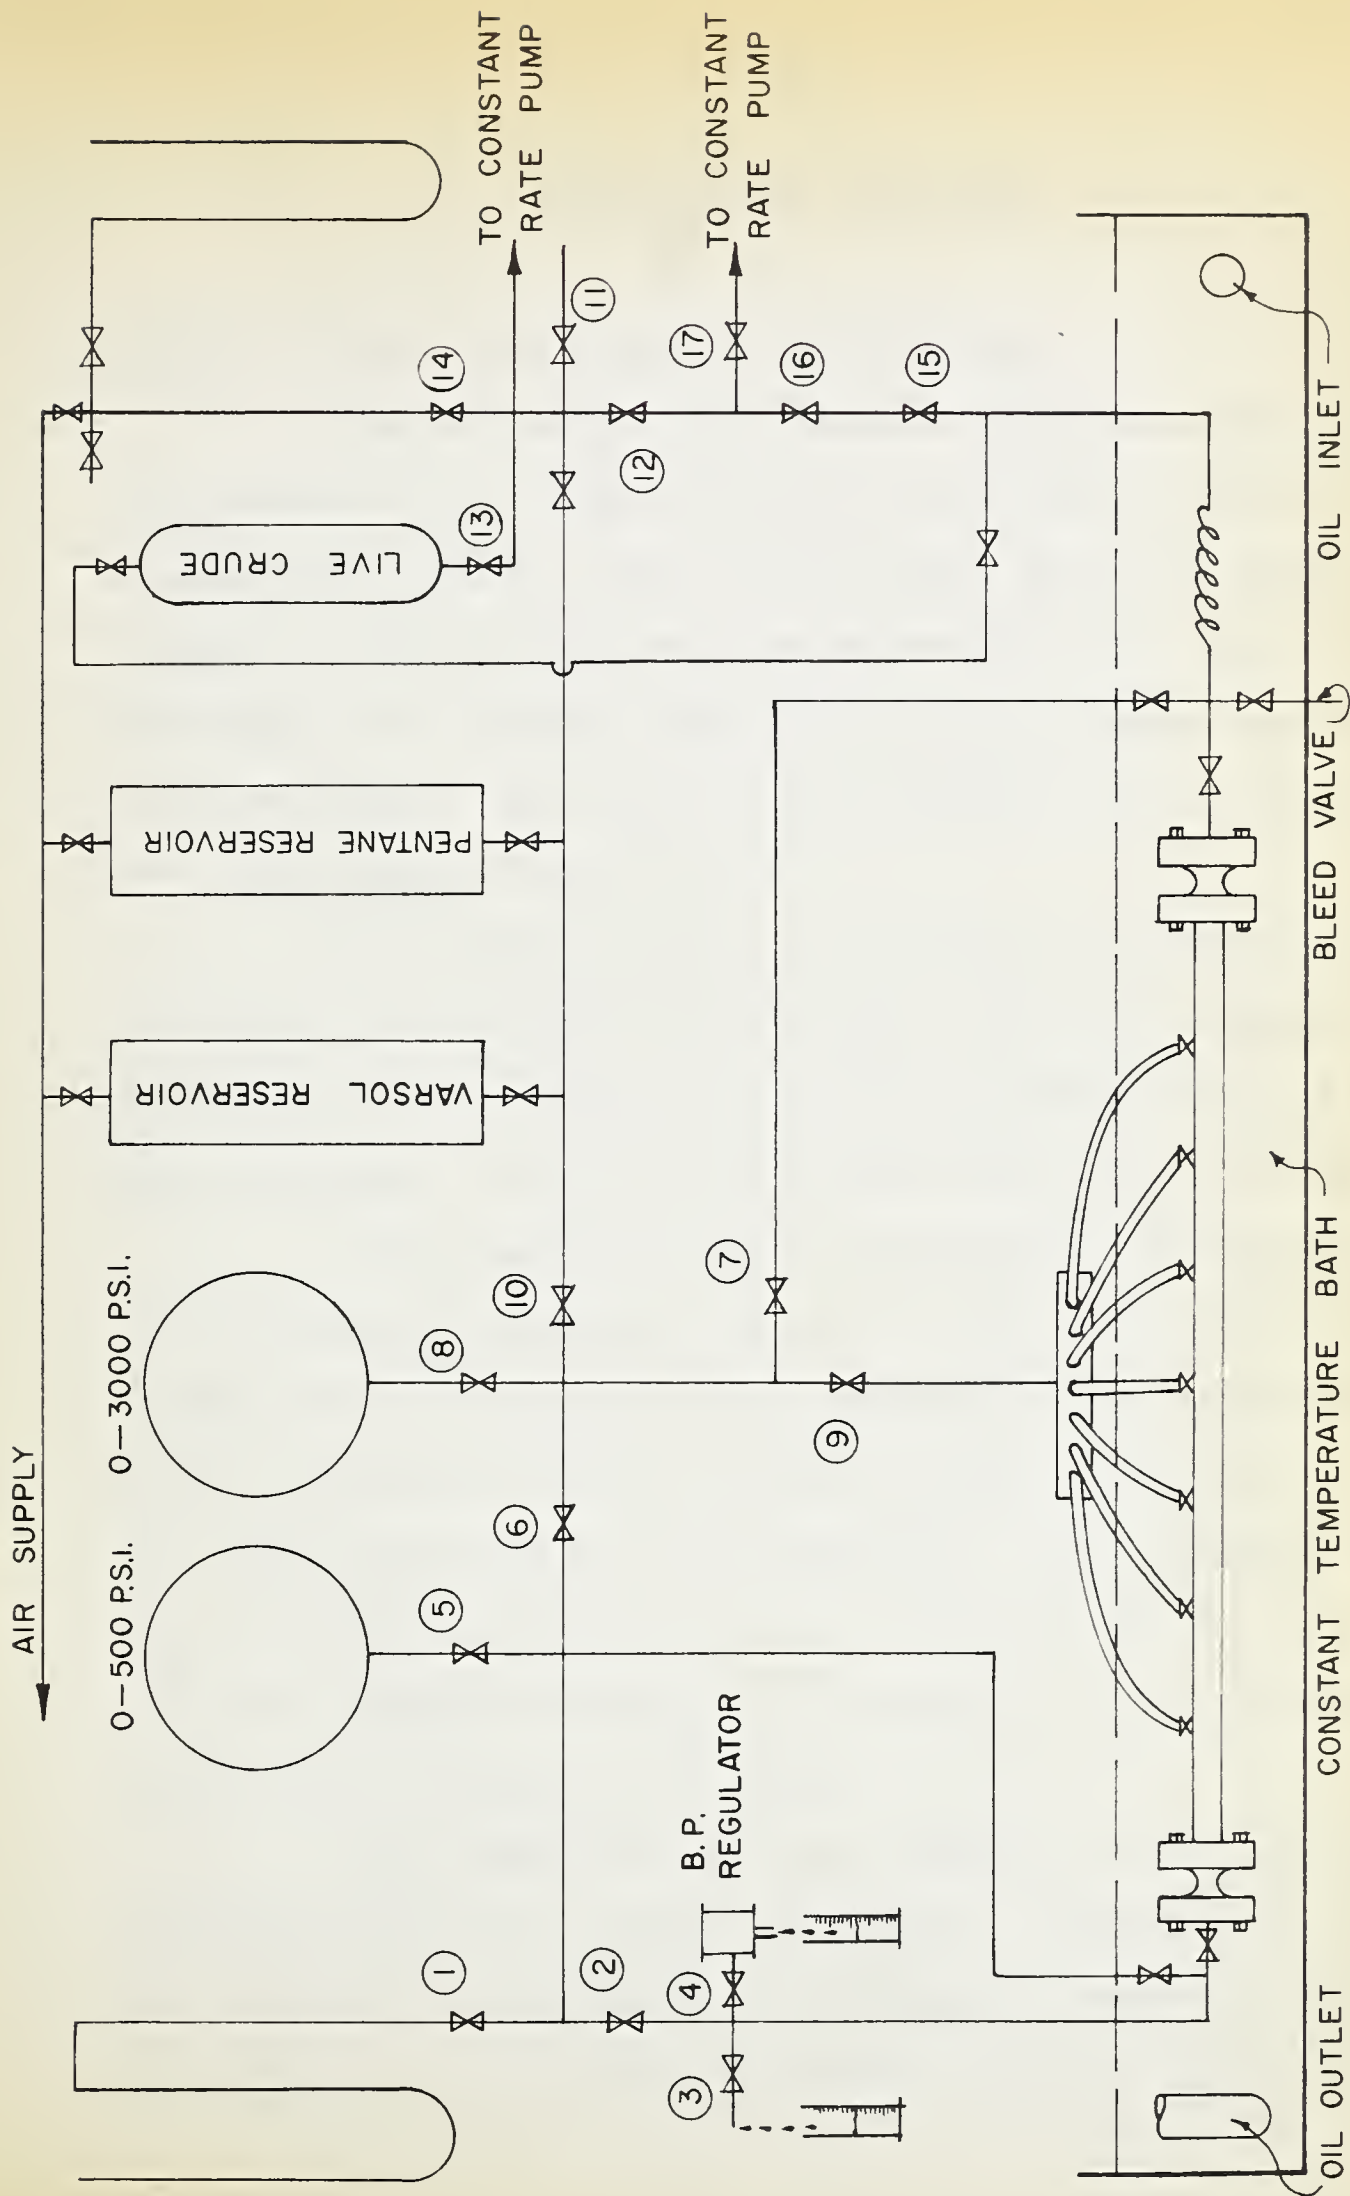 AIR SUPPLY
0-500 P.S.I.
0-3000 P.S.I.
VARSOL RESERVOIR
PENTANE RESERVOIR
LIVE CRUDE
TO CONSTANT
RATE PUMP
TO CONSTANT
RATE PUMP
1
2
3
4
5
6
7
8
9
10
11
12
13
14
15
16
17
B.P.
REGULATOR
OIL OUTLET
CONSTANT TEMPERATURE BATH
BLEED VALVE
OIL INLET